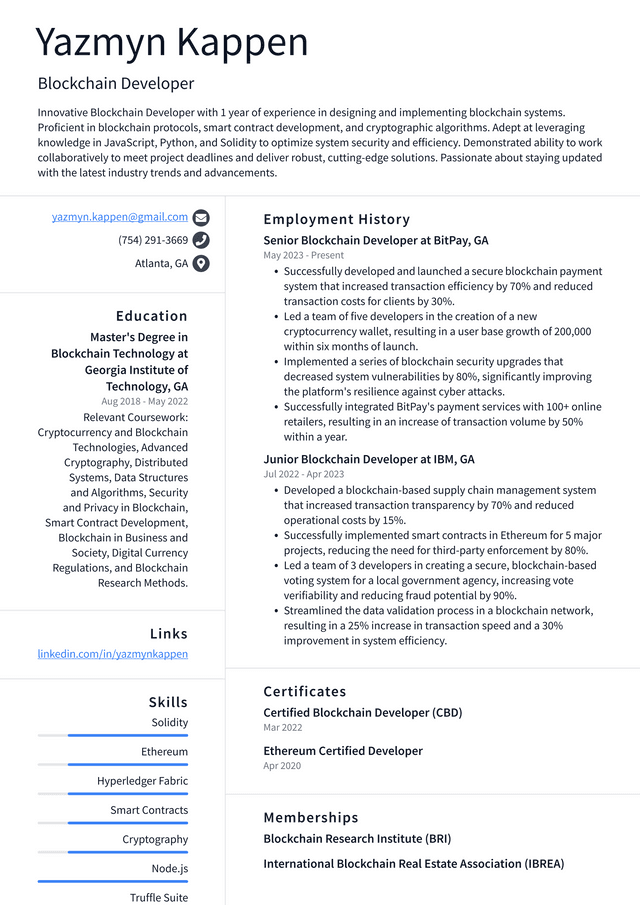 Yazmyn Kappen
Blockchain Developer
Innovative Blockchain Developer with 1 year of experience in designing and implementing blockchain systems.
Proficient in blockchain protocols, smart contract development, and cryptographic algorithms. Adept at leveraging
knowledge in JavaScript, Python, and Solidity to optimize system security and efficiency. Demonstrated ability to work
collaboratively to meet project deadlines and deliver robust, cutting-edge solutions. Passionate about staying updated
with the latest industry trends and advancements.
yazmyn.kappen@gmail.com
(754) 291-3669
Atlanta, GA
Education
Master's Degree in
Blockchain Technology at
Georgia Institute of
Technology, GA
Aug 2018 - May 2022
Relevant Coursework:
Cryptocurrency and Blockchain
Technologies, Advanced
Cryptography, Distributed
Systems, Data Structures
and Algorithms, Security
and Privacy in Blockchain,
Smart Contract Development,
Blockchain in Business and
Society, Digital Currency
Regulations, and Blockchain
Research Methods.
Links
linkedin.com/in/yazmynkappen
Skills
Solidity
Ethereum
Hyperledger Fabric
Smart Contracts
Cryptography
Node.js
Truffle Suite
Employment History
Senior Blockchain Developer at BitPay, GA
May 2023 - Present
• Successfully developed and launched a secure blockchain payment
system that increased transaction efficiency by 70% and reduced
transaction costs for clients by 30%.
• Led a team of five developers in the creation of a new
cryptocurrency wallet, resulting in a user base growth of 200,000
within six months of launch.
• Implemented a series of blockchain security upgrades that
decreased system vulnerabilities by 80%, significantly improving
the platform's resilience against cyber attacks.
• Successfully integrated BitPay's payment services with 100+ online
retailers, resulting in an increase of transaction volume by 50%
within a year.
Junior Blockchain Developer at IBM, GA
Jul 2022 - Apr 2023
• Developed a blockchain-based supply chain management system
that increased transaction transparency by 70% and reduced
operational costs by 15%.
• Successfully implemented smart contracts in Ethereum for 5 major
projects, reducing the need for third-party enforcement by 80%.
• Led a team of 3 developers in creating a secure, blockchain-based
voting system for a local government agency, increasing vote
verifiability and reducing fraud potential by 90%.
• Streamlined the data validation process in a blockchain network,
resulting in a 25% increase in transaction speed and a 30%
improvement in system efficiency.
Certificates
Certified Blockchain Developer (CBD)
Mar 2022
Ethereum Certified Developer
Apr 2020
Memberships
Blockchain Research Institute (BRI)
International Blockchain Real Estate Association (IBREA)